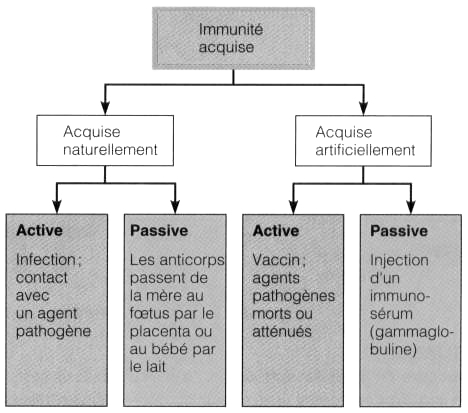 Immunité
acquise
Acquise
naturellement
Acquise
artificiellement
Active
Infection;
contact
avec
un agent
pathogène
Passive
Les anticorps
passent de
la mère au
fœtus par le
placenta ou
au bébé par
le lait
Active
Vaccin;
agents
pathogènes
morts ou
atténués
Passive
Injection
d'un
immuno-
sérum
(gammaglo-
buline)